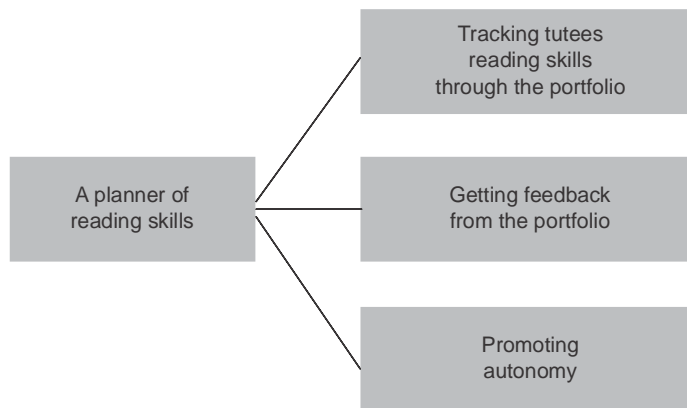 A planner of
reading skills
Tracking tutees
reading skills
through the portfolio
Getting feedback
from the portfolio
Promoting
autonomy